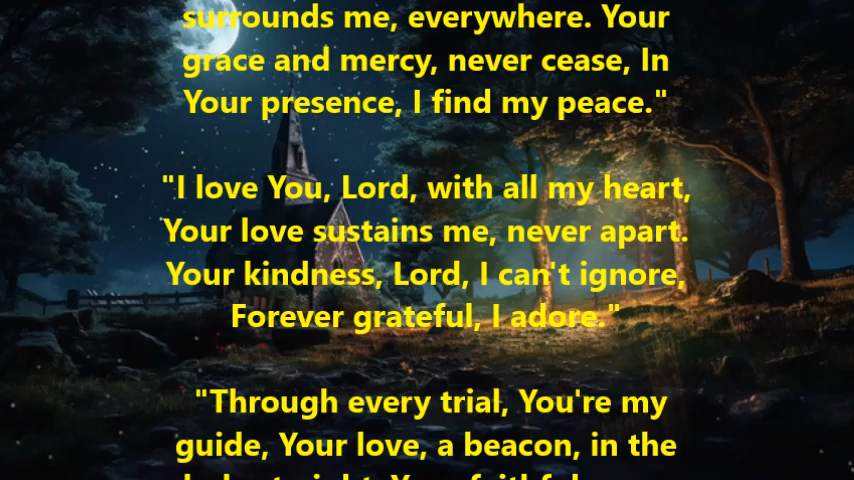 surrounds me, everywhere. Your
grace and mercy, never cease, In
Your presence, I find my peace."
"I love You, Lord, with all my heart,
Your love sustains me, never apart.
Your kindness, Lord, I can't ignore,
Forever grateful, I adore."
"Through every trial, You're my
guide, Your love, a beacon, in the